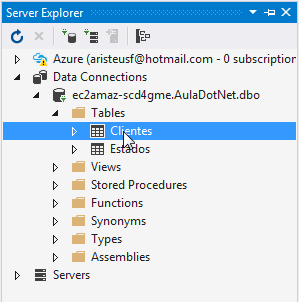 Server Explorer
Azure (aristeusf@hotmail.com - 0 subscription
Data Connections
ec2amaz-scd4gme.AulaDotNet.dbo
Tables
Clientes
Estados
Views
Stored Procedures
Functions
Synonyms
Types
Assemblies
Servers